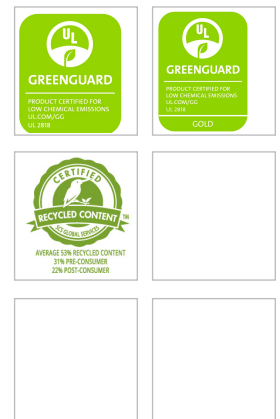 UL
GREENGUARD
PRODUCT CERTIFIED FOR
LOW CHEMICAL EMISSIONS
UL.COM/GG
UL 2818
UL
GREENGUARD
PRODUCT CERTIFIED FOR
LOW CHEMICAL EMISSIONS
UL.COM/GG
UL 2818
GOLD
CERTIFIED
RECYCLED CONTENT™
SCS GLOBAL SERVICES
AVERAGE 53% RECYCLED CONTENT
31% PRE-CONSUMER
22% POST-CONSUMER